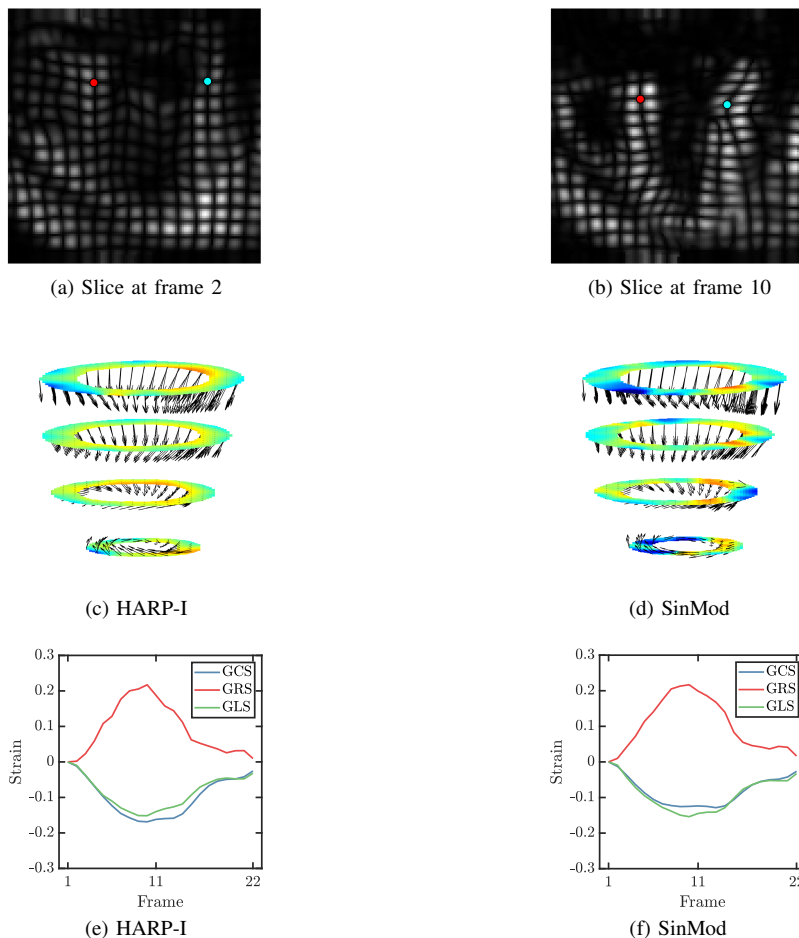 (a) Slice at frame 2
(b) Slice at frame 10
(c) HARP-I
(d) SinMod
0.3
0.2
0.1
0
-0.1
-0.2
-0.3
Strain
GCS
GRS
GLS
1
11
22
Frame
(e) HARP-I
0.3
0.2
0.1
0
-0.1
-0.2
-0.3
Strain
GCS
GRS
GLS
1
11
22
Frame
(f) SinMod